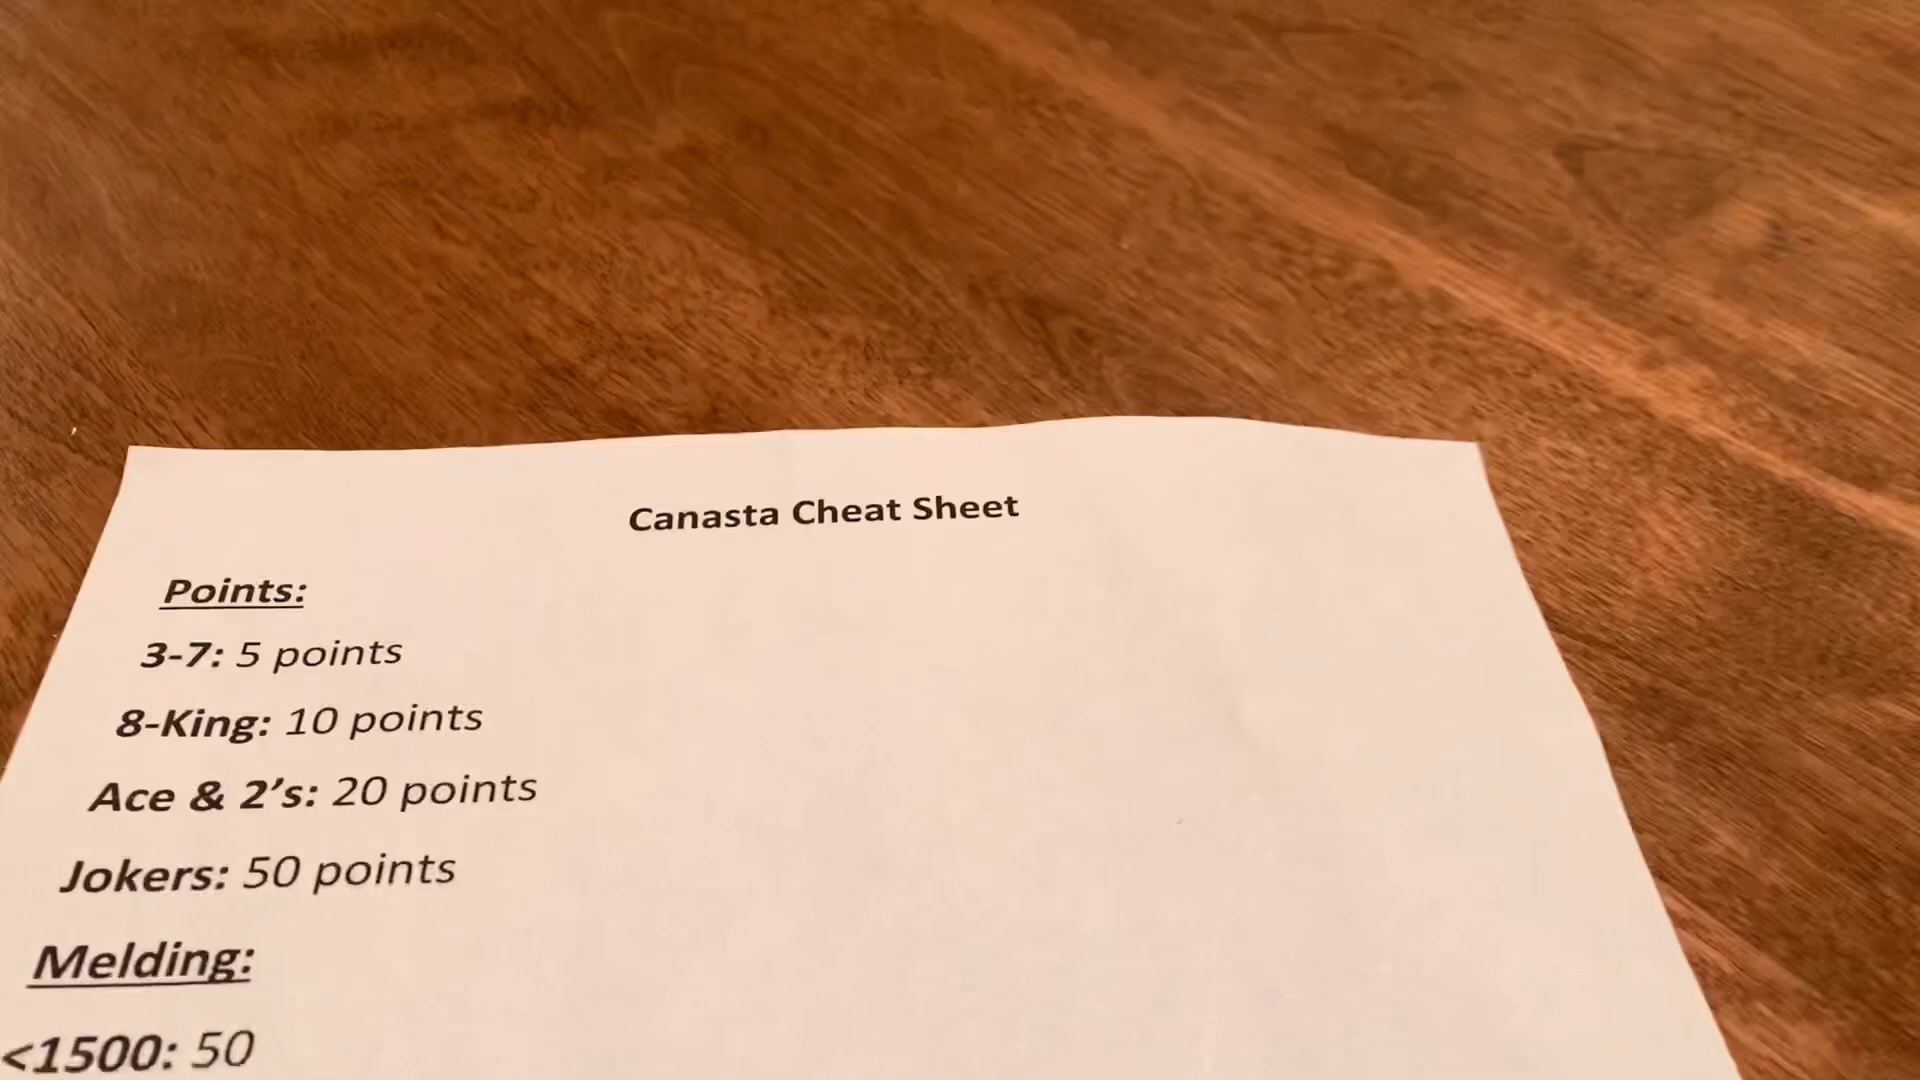 Canasta Cheat Sheet
Points:
3-7: 5 points
8-King: 10 points
Ace & 2’s: 20 points
Jokers: 50 points
Melding:
<1500: 50